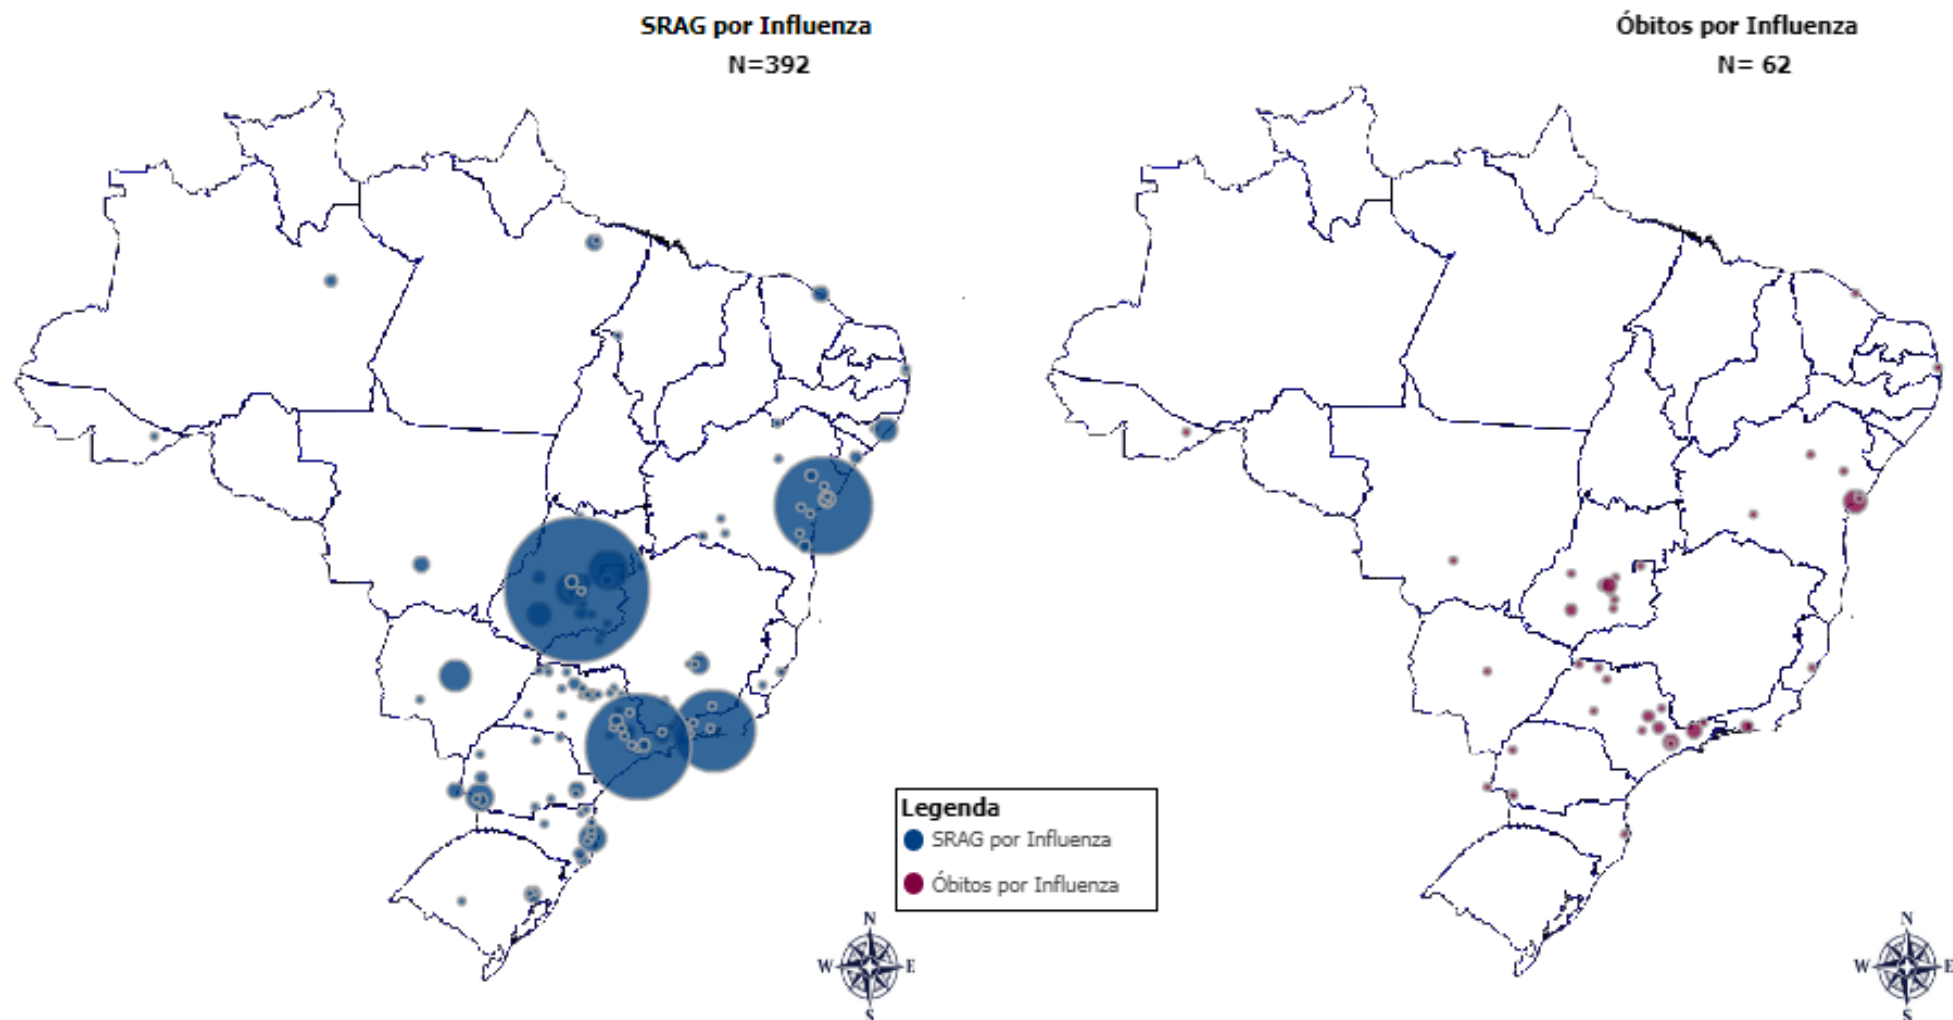 SRAG por Influenza
N=392
Óbitos por Influenza
N= 62
Legenda
SRAG por Influenza
Óbitos por Influenza
N
W E
S
N
W E
S